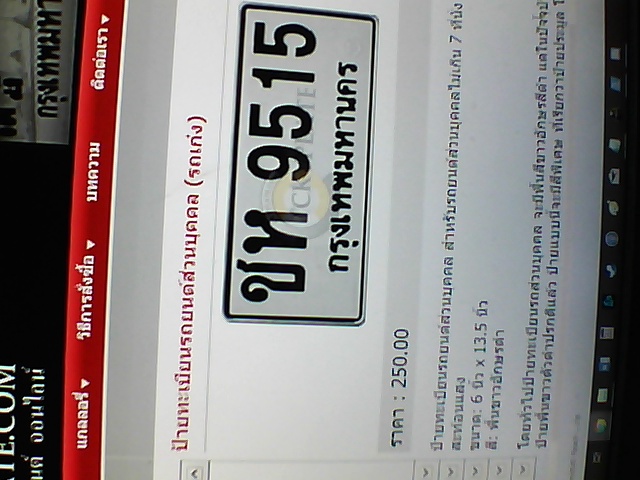 ATE.COM
นต์ ออนไลน์
กรุงเทพมหา
แกลลอรี่ วิธีการสั่งซื้อ บทความ ติดต่อเรา
ป้ายทะเบียนรถยนต์ส่วนบุคคล (รถเก๋ง)
ชห 9515
กรุงเทพมหานคร
ราคา : 250.00
ป้ายทะเบียนรถยนต์ส่วนบุคคล สำหรับรถยนต์ส่วนบุคคลไม่เกิน 7 ที่นั่ง
สะท้อนแสง
ขนาด: 6 นิ้ว x 13.5 นิ้ว
สี: พื้นขาวอักษรดำ
โดยทั่วไปป้ายทะเบียนรถส่วนบุคคล จะมีพื้นสีขาวอักษรสีดำ แต่ในปัจจุบั
ป้ายพื้นขาวตัวดำปรกติแล้ว ป้ายแบบนี้จะมีสีพิเศษ ที่เรียกว่าป้ายประมูล